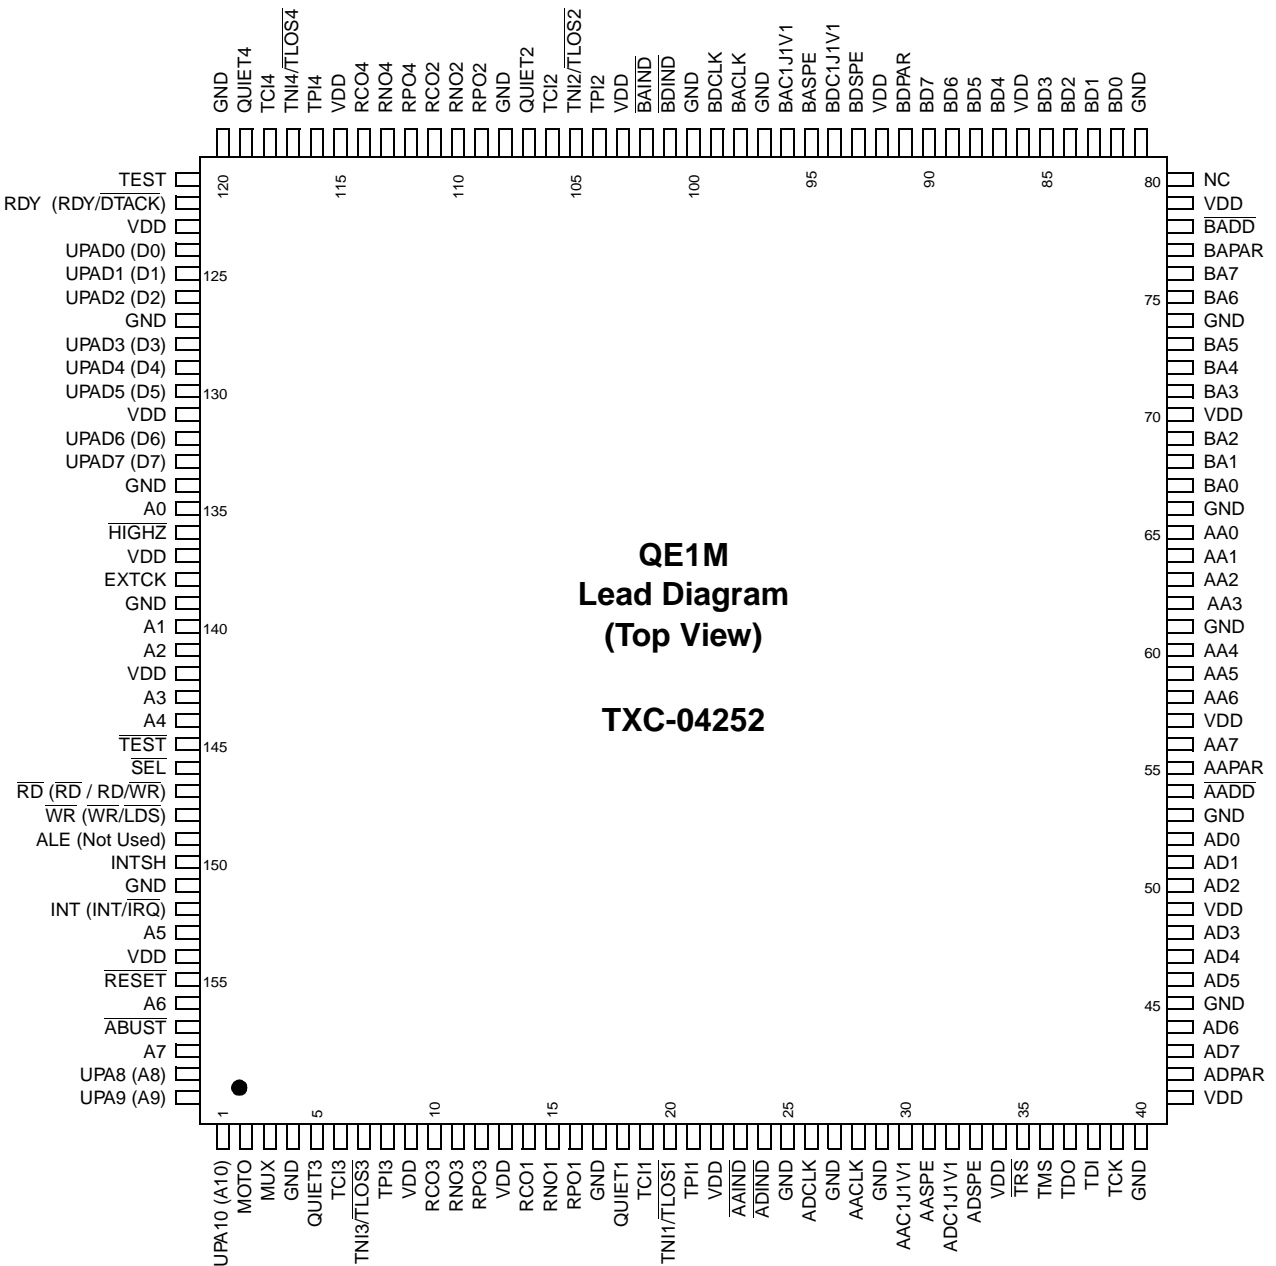 GND
QUIET4
TCI4
TNI4/TLOS4
TPI4
VDD
RCO4
RNO4
RPO4
RCO2
RNO2
RPO2
GND
QUIET2
TCI2
TNI2/TLOS2
TPI2
VDD
BAIND
BDIND
GND
BDCLK
BACLK
GND
BAC1J1V1
BASPE
BDC1J1V1
BDSPE
VDD
BDPAR
BD7
BD6
BD5
BD4
VDD
BD3
BD2
BD1
BD0
GND
120
115
110
105
100
95
90
85
TEST
RDY (RDY/DTACK)
VDD
UPAD0 (D0)
UPAD1 (D1)
UPAD2 (D2)
GND
UPAD3 (D3)
UPAD4 (D4)
UPAD5 (D5)
VDD
UPAD6 (D6)
UPAD7 (D7)
GND
A0
HIGHZ
VDD
EXTCK
GND
A1
A2
VDD
A3
A4
TEST
SEL
RD (RD / RD/WR)
WR (WR/LDS)
ALE (Not Used)
INTSH
GND
INT (INT/IRQ)
A5
VDD
RESET
A6
ABUST
A7
UPA8 (A8)
UPA9 (A9)
125
130
135
140
145
150
155
QE1M
Lead Diagram
(Top View)
TXC-04252
80
75
70
65
60
55
50
45
NC
VDD
BADD
BAPAR
BA7
BA6
GND
BA5
BA4
BA3
VDD
BA2
BA1
BA0
GND
AA0
AA1
AA2
AA3
GND
AA4
AA5
AA6
VDD
AA7
AAPAR
AADD
GND
AD0
AD1
AD2
VDD
AD3
AD4
AD5
GND
AD6
AD7
ADPAR
VDD
1
5
10
15
20
25
30
35
40
UPA10 (A10)
MOTO
MUX
GND
QUIET3
TCI3
TNI3/TLOS3
TPI3
VDD
RCO3
RNO3
RPO3
VDD
RCO1
RNO1
RPO1
GND
QUIET1
TCI1
TNI1/TLOS1
TPI1
VDD
AAIND
ADIND
GND
ADCLK
GND
AACLK
GND
AAC1J1V1
AASPE
ADC1J1V1
ADSPE
VDD
TRS
TMS
TDO
TDI
TCK
GND